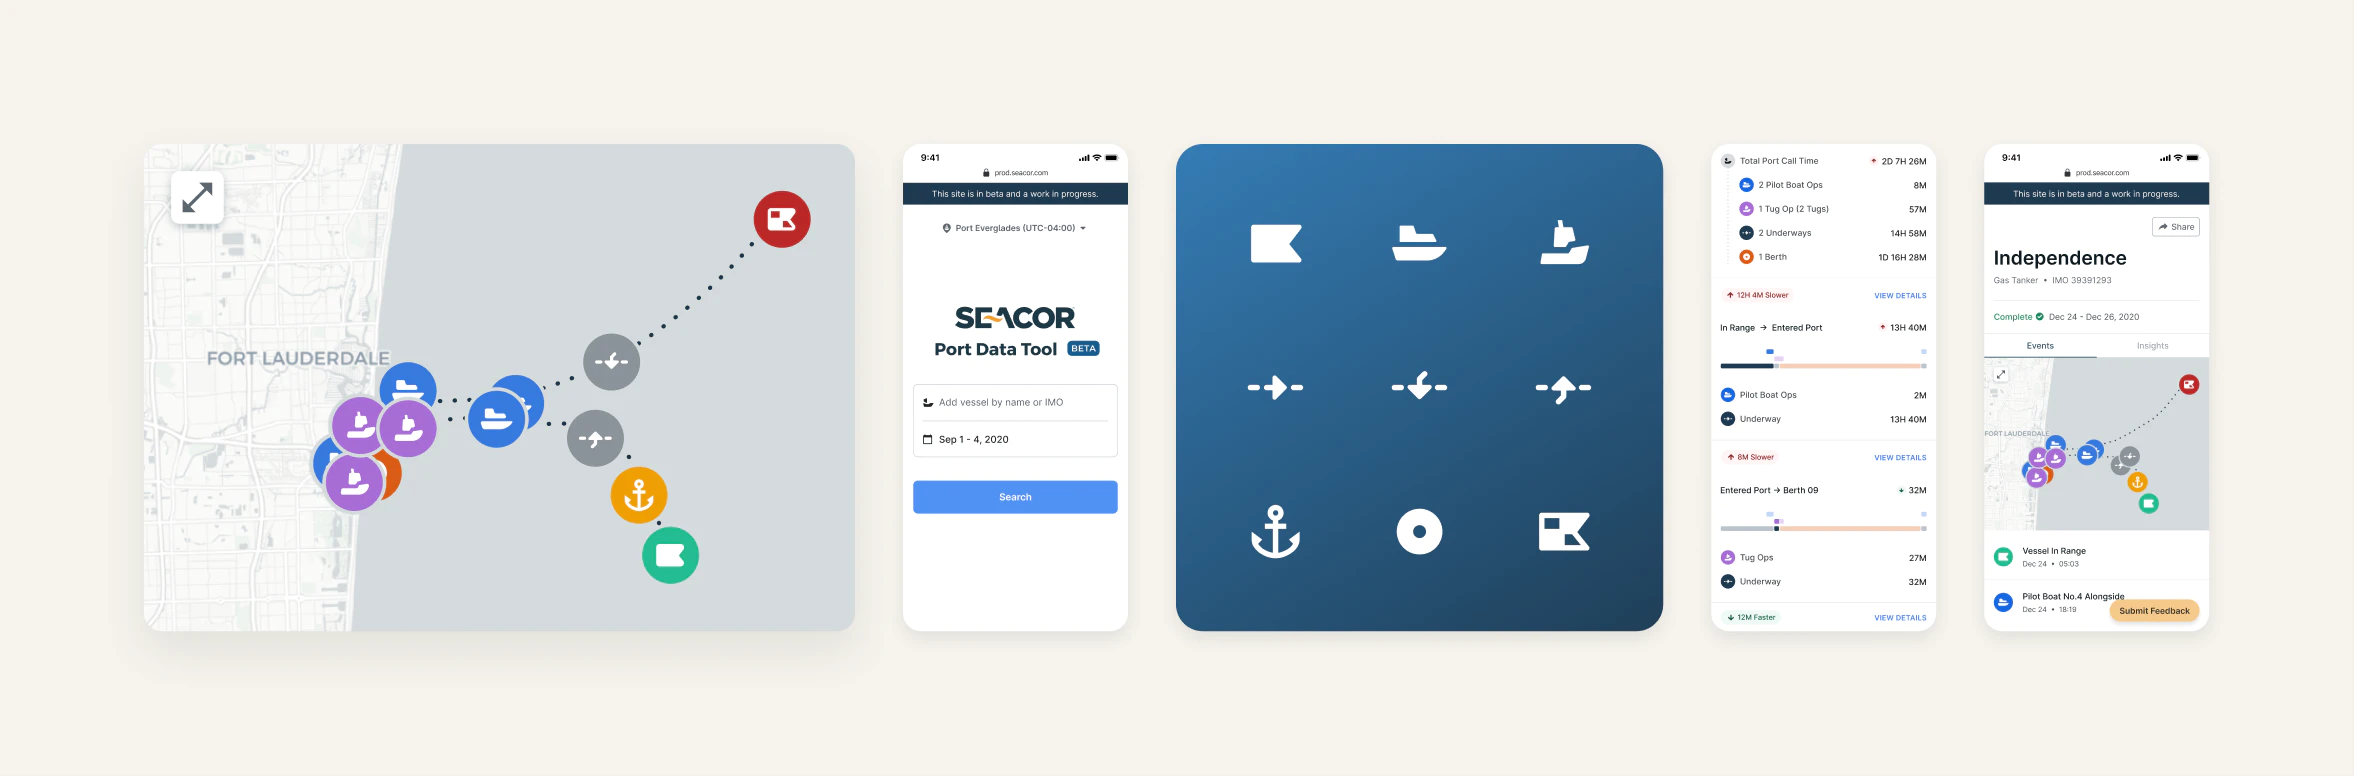 FORT LAUDERDALE
9:41
prod.seacor.com
This site is in beta and a work in progress.
Port Everglades (UTC-04:00)
SEACOR
Port Data Tool BETA
Add vessel by name or IMO
Sep 1 - 4, 2020
Search
Total Port Call Time 2D 7H 26M
2 Pilot Boat Ops 8M
1 Tug Op (2 Tugs) 57M
2 Underways 14H 58M
1 Berth 1D 16H 28M
12H 4M Slower VIEW DETAILS
In Range → Entered Port 13H 40M
Pilot Boat Ops 2M
Underway 13H 40M
8M Slower VIEW DETAILS
Entered Port → Berth 09 32M
Tug Ops 27M
Underway 32M
12M Faster VIEW DETAILS
9:41
prod.seacor.com
This site is in beta and a work in progress.
Share
Independence
Gas Tanker • IMO 39391293
Complete Dec 24 - Dec 26, 2020
Events Insights
FORT LAUDERDALE
Vessel In Range
Dec 24 • 05:03
Pilot Boat No.4 Alongside
Dec 24 • 18:19
Submit Feedback